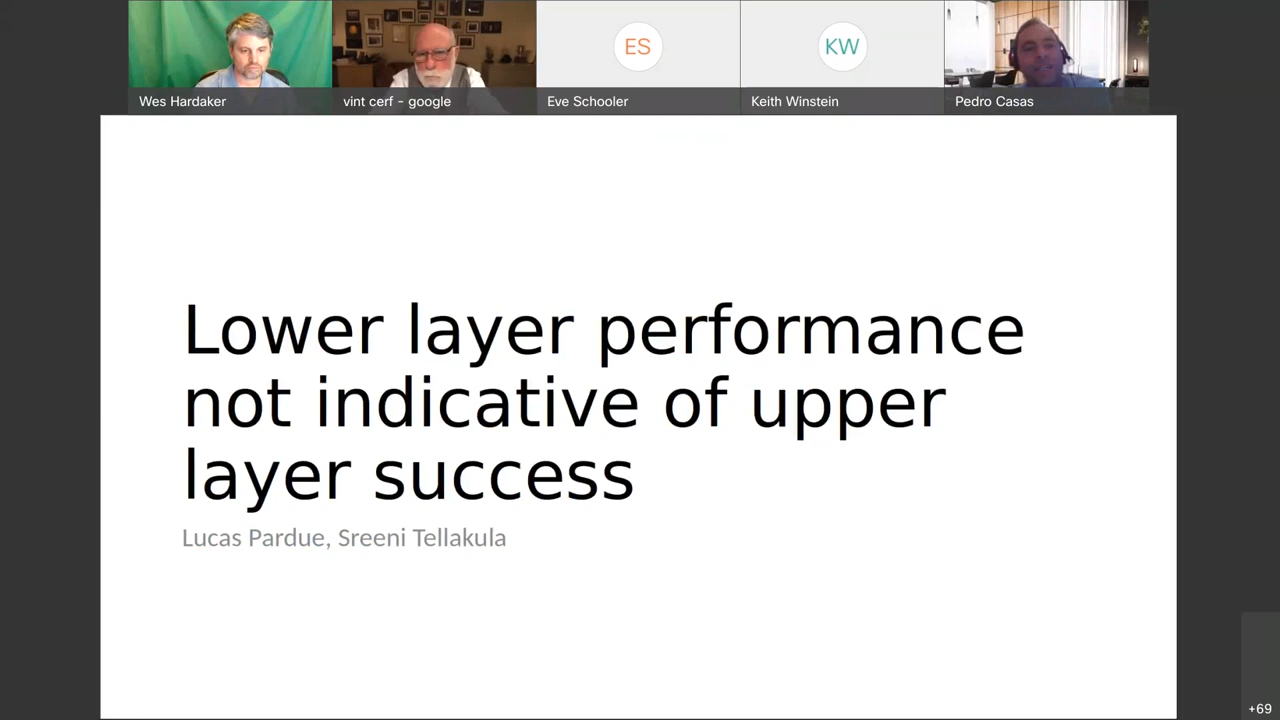 Wes Hardaker
vint cerf - google
ES
Eve Schooler
KW
Keith Winstein
Pedro Casas
Lower layer performance
not indicative of upper
layer success
Lucas Pardue, Sreeni Tellakula
+69